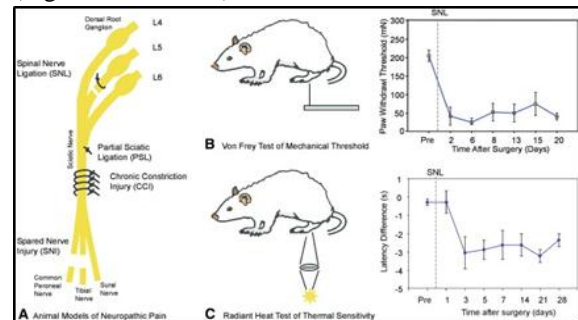 Dorsal Root
Ganglion
L4
L5
L6
Spinal Nerve
Ligation (SNL)
Sciatic Nerve
Partial Sciatic
Ligation (PSL)
Chronic Constriction
Injury (CCI)
Spared Nerve
Injury (SNI)
Common
Peroneal
Nerve
Tibial
Nerve
Sural
Nerve
A Animal Models of Neuropathic Pain
B Von Frey Test of Mechanical Threshold
SNL
Paw Withdrawl
Threshold (mN)
300
250
200
150
100
50
0
Pre 2 6 8 13 15 20
Time After Surgery (Days)
C Radiant Heat Test of Thermal Sensitivity
SNL
Latency Difference (s)
1
0
-1
-2
-3
-4
-5
Pre 1 3 5 7 14 21 28
Time after surgery (days)